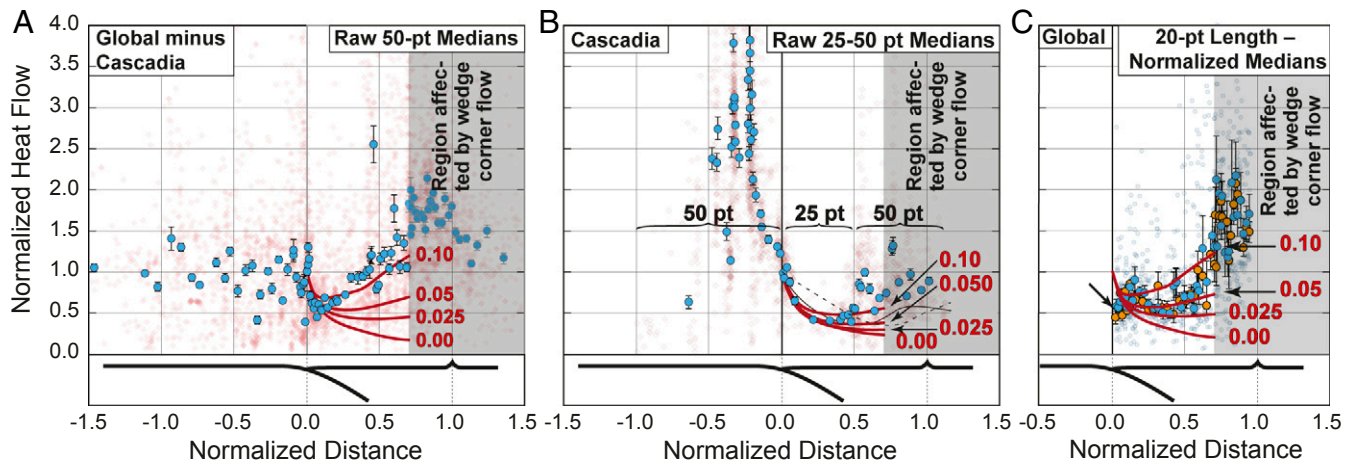 A
Global minus
Cascadia
Raw 50-pt Medians
Region affec-
ted by wedge
corner flow
0.10
0.05
0.025
0.00
4.0
3.5
3.0
2.5
2.0
1.5
1.0
0.5
0.0
Normalized Heat Flow
-1.5 -1.0 -0.5 0.0 0.5 1.0 1.5
Normalized Distance
B
Cascadia
Raw 25-50 pt Medians
Region affec-
ted by wedge
corner flow
50 pt 25 pt 50 pt
0.10
0.050
0.025
0.00
-1.5 -1.0 -0.5 0.0 0.5 1.0 1.5
Normalized Distance
C
Global
20-pt Length –
Normalized Medians
Region affec-
ted by wedge
corner flow
0.10
0.05
0.025
0.00
-0.5 0.0 0.5 1.0 1.5
Normalized Distance